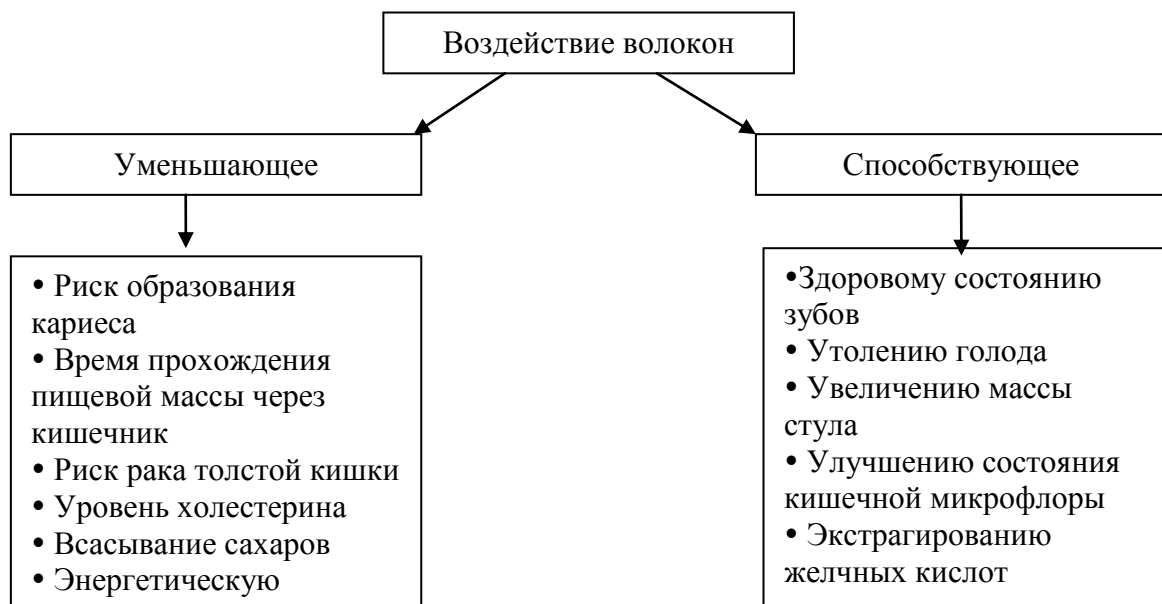 Воздействие волокон
Уменьшающее
Способствующее
• Риск образования
кариеса
• Время прохождения
пищевой массы через
кишечник
• Риск рака толстой кишки
• Уровень холестерина
• Всасывание сахаров
• Энергетическую
•Здоровому состоянию
зубов
• Утолению голода
• Увеличению массы
стула
• Улучшению состояния
кишечной микрофлоры
• Экстрагированию
желчных кислот